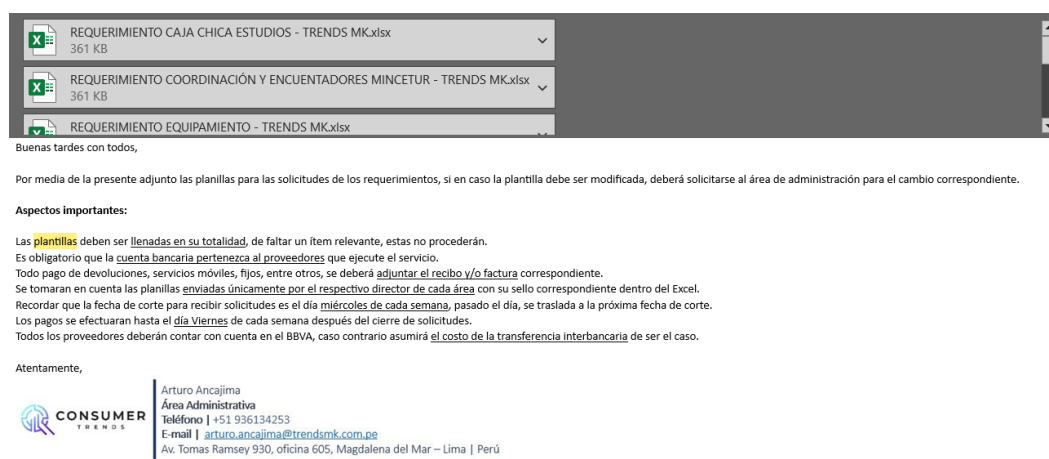 REQUERIMIENTO CAJA CHICA ESTUDIOS - TRENDS MK.xlsx
361 KB
REQUERIMIENTO COORDINACIÓN Y ENCUENTADORES MINCETUR - TRENDS MK.xlsx
361 KB
REQUERIMIENTO EQUIPAMIENTO - TRENDS MK.xlsx
Buenas tardes con todos,
Por media de la presente adjunto las planillas para las solicitudes de los requerimientos, si en caso la plantilla debe ser modificada, deberá solicitarse al área de administración para el cambio correspondiente.
Aspectos importantes:
Las plantillas deben ser llenadas en su totalidad, de faltar un ítem relevante, estas no procederán.
Es obligatorio que la cuenta bancaria pertenezca al proveedores que ejecute el servicio.
Todo pago de devoluciones, servicios móviles, fijos, entre otros, se deberá adjuntar el recibo y/o factura correspondiente.
Se tomaran en cuenta las planillas enviadas únicamente por el respectivo director de cada área con su sello correspondiente dentro del Excel.
Recordar que la fecha de corte para recibir solicitudes es el día miércoles de cada semana, pasado el día, se traslada a la próxima fecha de corte.
Los pagos se efectuaran hasta el día Viernes de cada semana después del cierre de solicitudes.
Todos los proveedores deberán contar con cuenta en el BBVA, caso contrario asumirá el costo de la transferencia interbancaria de ser el caso.
Atentamente,
CONSUMER
TRENDS
Arturo Ancajima
Área Administrativa
Teléfono | +51 936134253
E-mail | arturo.ancajima@trendsmk.com.pe
Av. Tomas Ramsey 930, oficina 605, Magdalena del Mar – Lima | Perú